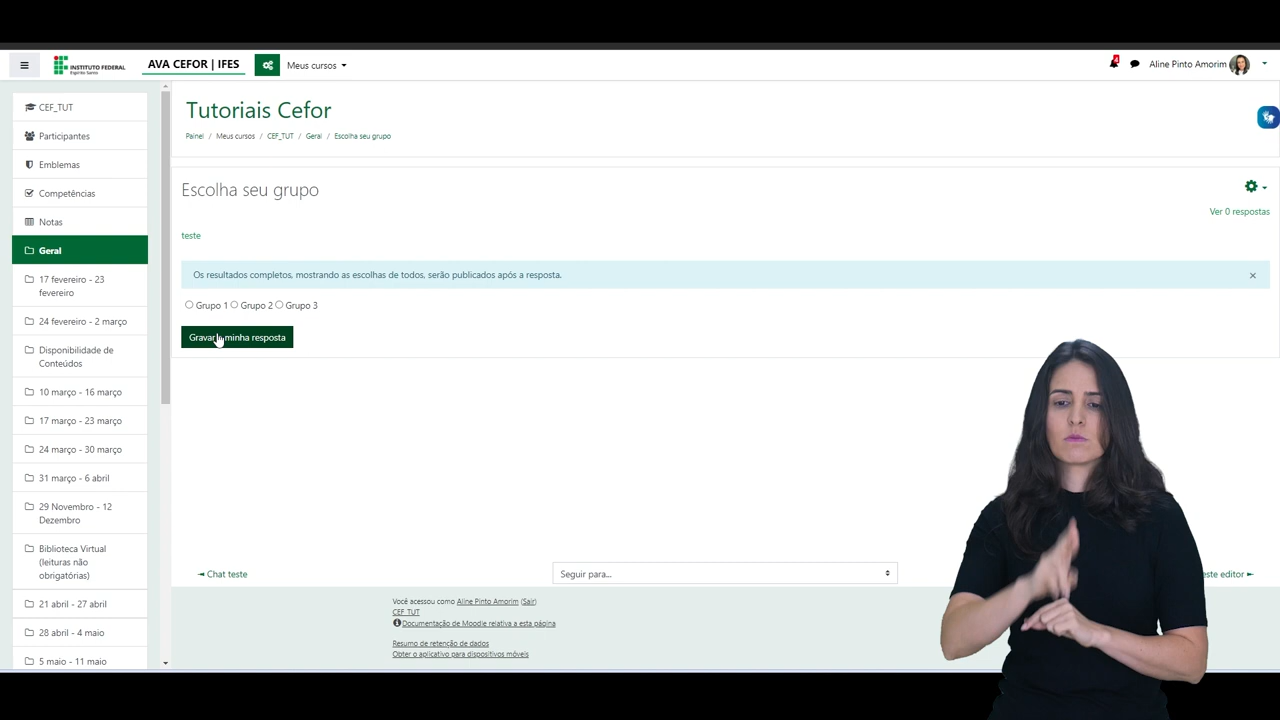 INSTITUTO FEDERAL
Espírito Santo
AVA CEFOR | IFES
Meus cursos
Aline Pinto Amorim
CEF_TUT
Participantes
Emblemas
Competências
Notas
Geral
17 fevereiro - 23
fevereiro
24 fevereiro - 2 março
Disponibilidade de
Conteúdos
10 março - 16 março
17 março - 23 março
24 março - 30 março
31 março - 6 abril
29 Novembro - 12
Dezembro
Biblioteca Virtual
(leituras não
obrigatórias)
21 abril - 27 abril
28 abril - 4 maio
5 maio - 11 maio
Tutoriais Cefor
Painel / Meus cursos / CEF_TUT / Geral / Escolha seu grupo
Escolha seu grupo
Ver 0 respostas
teste
Os resultados completos, mostrando as escolhas de todos, serão publicados após a resposta. ×
Grupo 1 Grupo 2 Grupo 3
Gravar minha resposta
◄ Chat teste
Seguir para...
este editor ►
Você acessou como Aline Pinto Amorim (Sair)
CEF_TUT
Documentação de Moodle relativa a esta página
Resumo de retenção de dados
Obter o aplicativo para dispositivos móveis